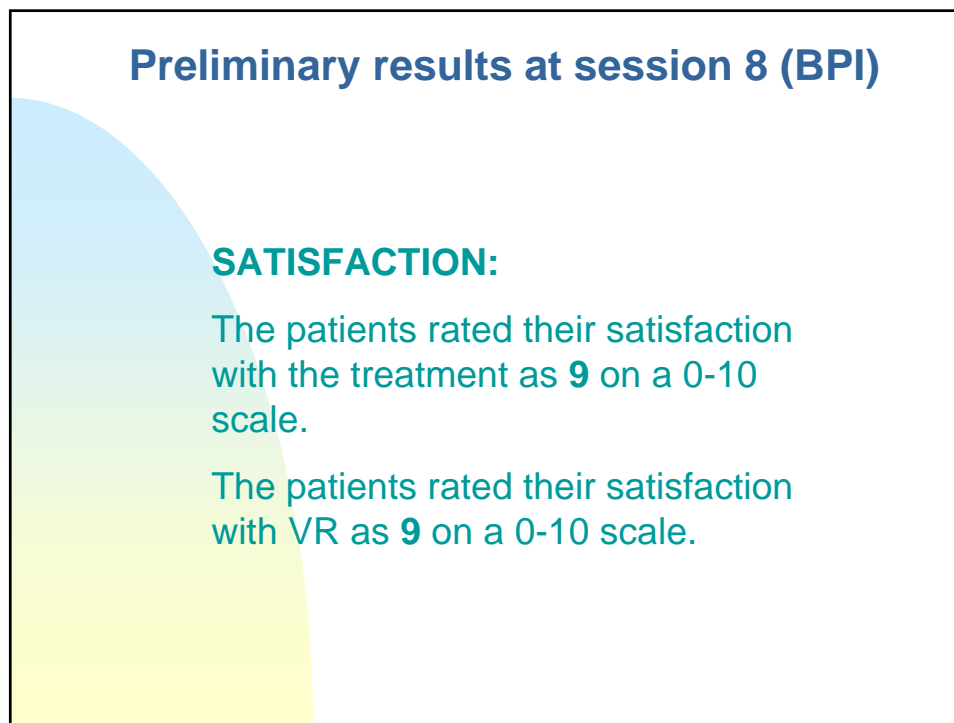 Preliminary results at session 8 (BPI)
SATISFACTION:
The patients rated their satisfaction
with the treatment as 9 on a 0-10
scale.
The patients rated their satisfaction
with VR as 9 on a 0-10 scale.